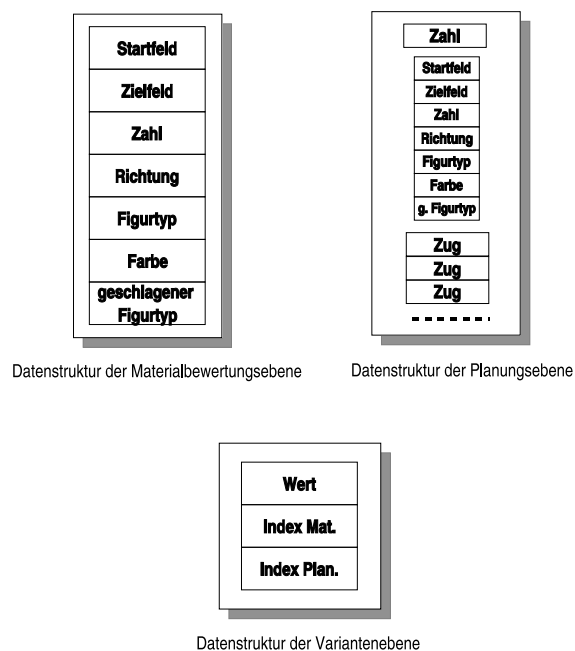 Startfeld
Zielfeld
Zahl
Richtung
Figurtyp
Farbe
geschlagener
Figurtyp
Datenstruktur der Materialbewertungsebene
Zahl
Startfeld
Zielfeld
Zahl
Richtung
Figurtyp
Farbe
g. Figurtyp
Zug
Zug
Zug
Datenstruktur der Planungsebene
Wert
Index Mat.
Index Plan.
Datenstruktur der Variantenebene